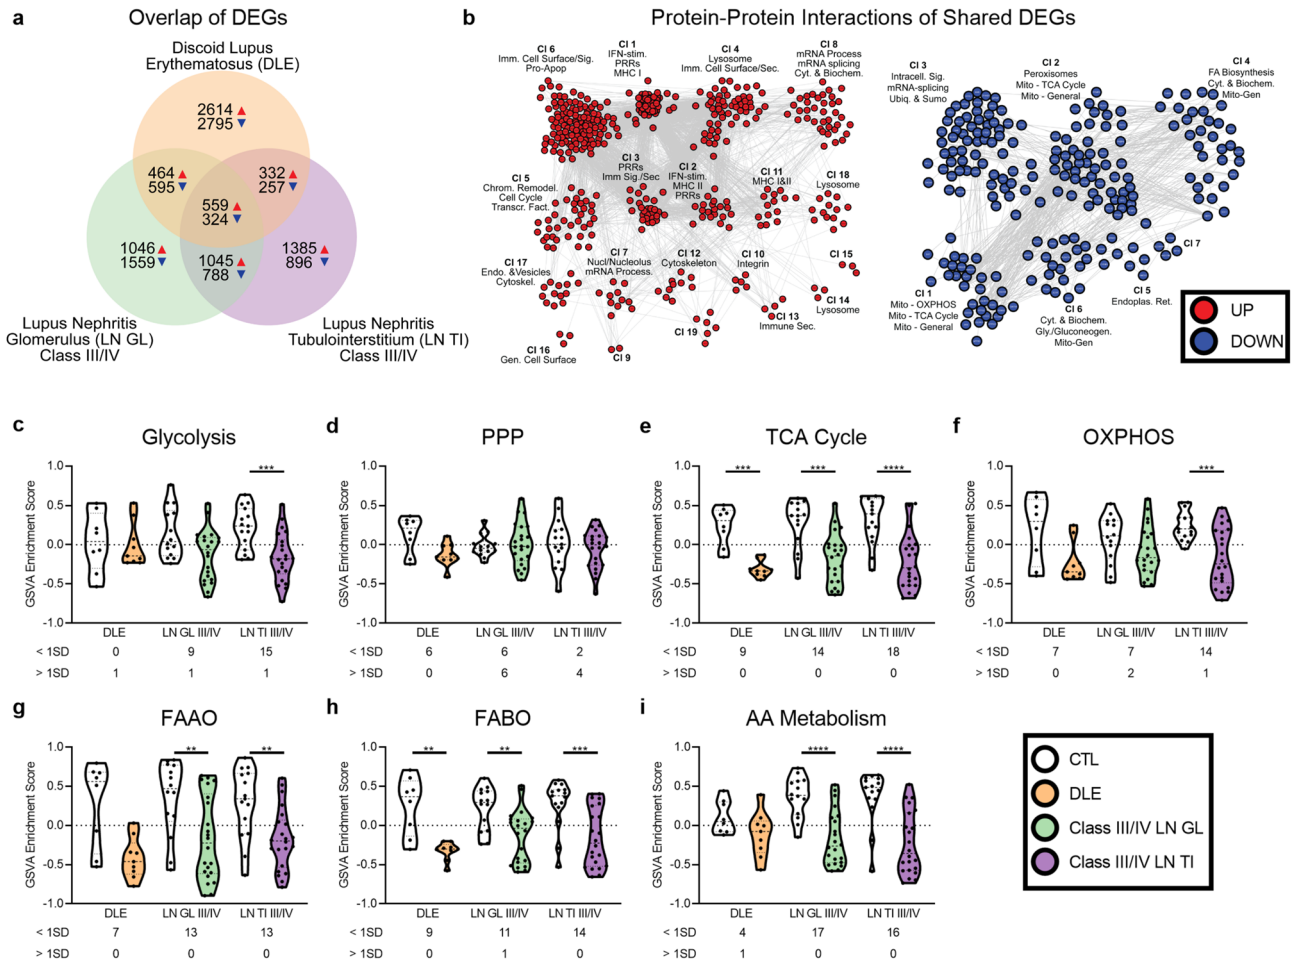 a
Overlap of DEGs
Discoid Lupus
Erythematosus (DLE)
2614
2795
464
595
332
257
559
324
1046
1559
1045
788
1385
896
Lupus Nephritis
Glomerulus (LN GL)
Class III/IV
Lupus Nephritis
Tubulointerstitium (LN TI)
Class III/IV
b
Protein-Protein Interactions of Shared DEGs
Cl 6
Imm. Cell Surface/Sig.
Pro-Apop
Cl 1
IFN-stim.
PRRs
MHC I
Cl 4
Lysosome
Imm. Cell Surface/Sec.
Cl 8
mRNA Process
mRNA splicing
Cyt. & Biochem.
Cl 5
Chrom. Remodel.
Cell Cycle
Transcr. Fact.
Cl 3
PRRs
Imm Sig./Sec
Cl 2
IFN-stim.
MHC II
PRRs
Cl 11
MHC I&II
Cl 18
Lysosome
Cl 17
Endo. &Vesicles
Cytoskel.
Cl 7
Nucl/Nucleolus
mRNA Process.
Cl 12
Cytoskeleton
Cl 10
Integrin
Cl 15
Cl 14
Lysosome
Cl 13
Immune Sec.
Cl 19
Cl 16
Gen. Cell Surface
Cl 9
Cl 3
Intracell. Sig.
mRNA-splicing
Ubiq. & Sumo
Cl 2
Peroxisomes
Mito - TCA Cycle
Mito - General
Cl 4
FA Biosynthesis
Cyt. & Biochem.
Mito-Gen
Cl 7
Cl 5
Endoplas. Ret.
Cl 1
Mito - OXPHOS
Mito - TCA Cycle
Mito - General
Cl 6
Cyt. & Biochem.
Gly./Gluconeogen.
Mito-Gen
UP
DOWN
c
Glycolysis
GSVA Enrichment Score
1.0
0.5
0.0
-0.5
-1.0
***
DLE LN GL III/IV LN TI III/IV
< 1SD 0 9 15
> 1SD 1 1 1
d
PPP
GSVA Enrichment Score
1.0
0.5
0.0
-0.5
-1.0
DLE LN GL III/IV LN TI III/IV
< 1SD 6 6 2
> 1SD 0 6 4
e
TCA Cycle
GSVA Enrichment Score
1.0
0.5
0.0
-0.5
-1.0
*** *** ****
DLE LN GL III/IV LN TI III/IV
< 1SD 9 14 18
> 1SD 0 0 0
f
OXPHOS
GSVA Enrichment Score
1.0
0.5
0.0
-0.5
-1.0
***
DLE LN GL III/IV LN TI III/IV
< 1SD 7 7 14
> 1SD 0 2 1
g
FAAO
GSVA Enrichment Score
1.0
0.5
0.0
-0.5
-1.0
** **
DLE LN GL III/IV LN TI III/IV
< 1SD 7 13 13
> 1SD 0 0 0
h
FABO
GSVA Enrichment Score
1.0
0.5
0.0
-0.5
-1.0
** ** ***
DLE LN GL III/IV LN TI III/IV
< 1SD 9 11 14
> 1SD 0 1 0
i
AA Metabolism
GSVA Enrichment Score
1.0
0.5
0.0
-0.5
-1.0
**** ****
DLE LN GL III/IV LN TI III/IV
< 1SD 4 17 16
> 1SD 1 0 0
CTL
DLE
Class III/IV LN GL
Class III/IV LN TI